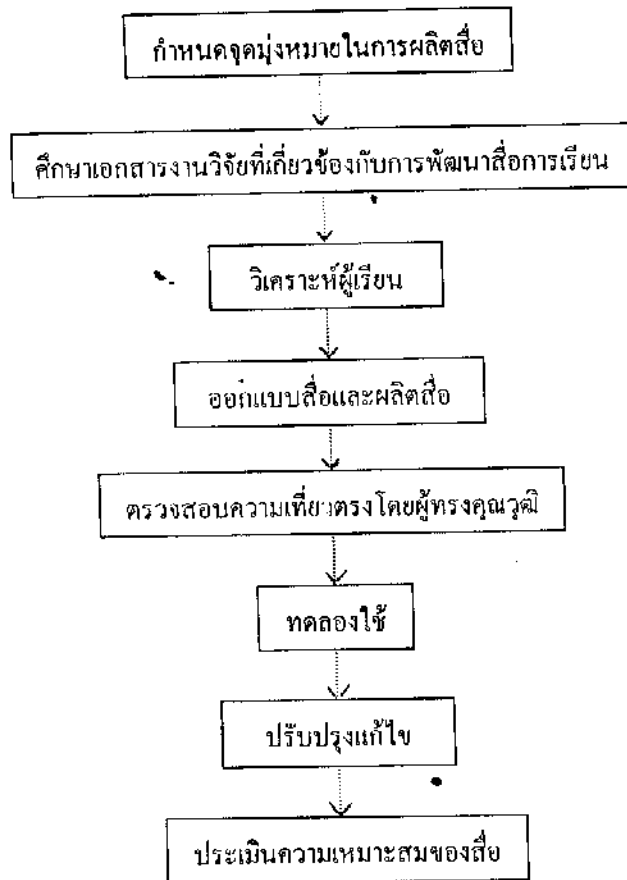 กำหนดจุดมุ่งหมายในการผลิตสื่อ
ศึกษาเอกสารงานวิจัยที่เกี่ยวข้องกับการพัฒนาสื่อการเรียน
วิเคราะห์ผู้เรียน
ออกแบบสื่อและผลิตสื่อ
ตรวจสอบความเที่ยงตรงโดยผู้ทรงคุณวุฒิ
ทดลองใช้
ปรับปรุงแก้ไข
ประเมินความเหมาะสมของสื่อ